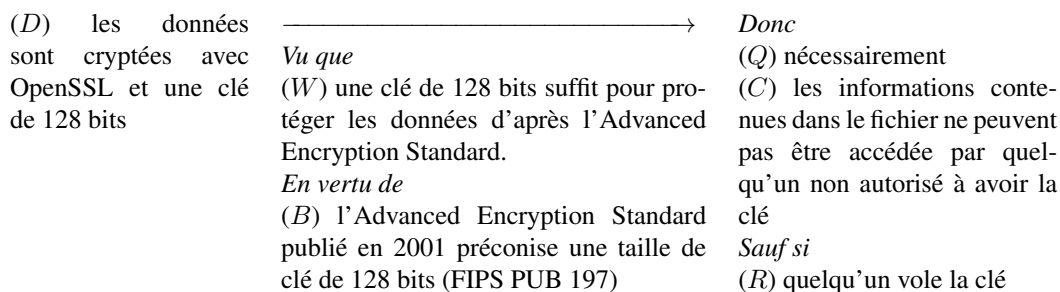 (D) les données
sont cryptées avec
OpenSSL et une clé
de 128 bits
Vu que
(W) une clé de 128 bits suffit pour pro-
téger les données d'après l'Advanced
Encryption Standard.
En vertu de
(B) l'Advanced Encryption Standard
publié en 2001 préconise une taille de
clé de 128 bits (FIPS PUB 197)
Donc
(Q) nécessairement
(C) les informations conte-
nues dans le fichier ne peuvent
pas être accédée par quel-
qu'un non autorisé à avoir la
clé
Sauf si
(R) quelqu'un vole la clé